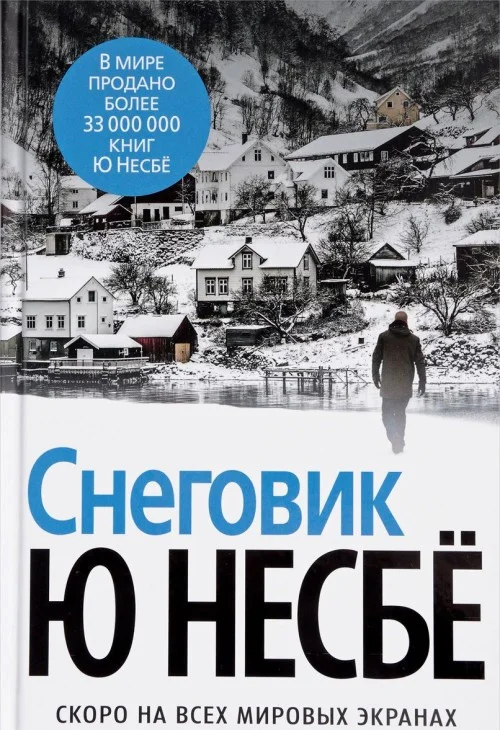 В МИРЕ
ПРОДАНО
БОЛЕЕ
33 000 000
КНИГ
Ю НЕСБЁ
Снеговик
Ю НЕСБЁ
СКОРО НА ВСЕХ МИРОВЫХ ЭКРАНАХ